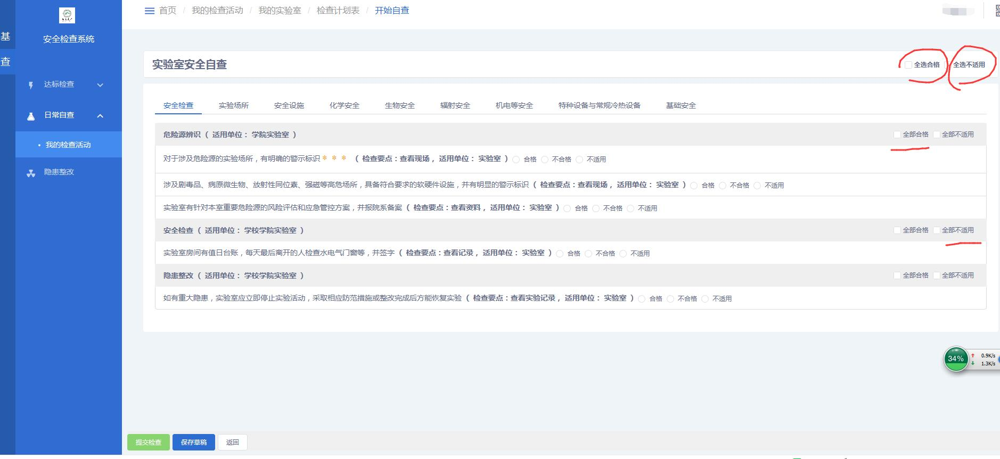 首页 / 我的检查活动 / 我的实验室 / 检查计划表 / 开始自查
基
查
安全检查系统
达标检查
日常自查
• 我的检查活动
隐患整改
实验室安全自查 全选合格 全选不适用
安全检查 实验场所 安全设施 化学安全 生物安全 辐射安全 机电等安全 特种设备与常规冷热设备 基础安全
危险源辨识（ 适用单位： 学院实验室 ） 全部合格 全部不适用
对于涉及危险源的实验场所，有明确的警示标识 * * * （ 检查要点：查看现场， 适用单位： 实验室 ） 合格 不合格 不适用
涉及剧毒品、病原微生物、放射性同位素、强磁等高危场所，具备符合要求的软硬件设施，并有明显的警示标识（ 检查要点：查看现场， 适用单位： 实验室 ） 合格 不合格 不适用
实验室有针对本室重要危险源的风险评估和应急管控方案，并报院系备案（ 检查要点：查看资料， 适用单位： 实验室 ） 合格 不合格 不适用
安全检查（ 适用单位： 学校学院实验室 ） 全部合格 全部不适用
实验室房间有值日台账，每天最后离开的人检查水电气门窗等，并签字（ 检查要点：查看记录， 适用单位： 实验室 ） 合格 不合格 不适用
隐患整改（ 适用单位： 学校学院实验室 ） 全部合格 全部不适用
如有重大隐患，实验室应立即停止实验活动，采取相应防范措施或整改完成后方能恢复实验（ 检查要点：查看实验记录， 适用单位： 实验室 ） 合格 不合格 不适用
34% 0.9K/s
1.3K/s
提交检查 保存草稿 返回